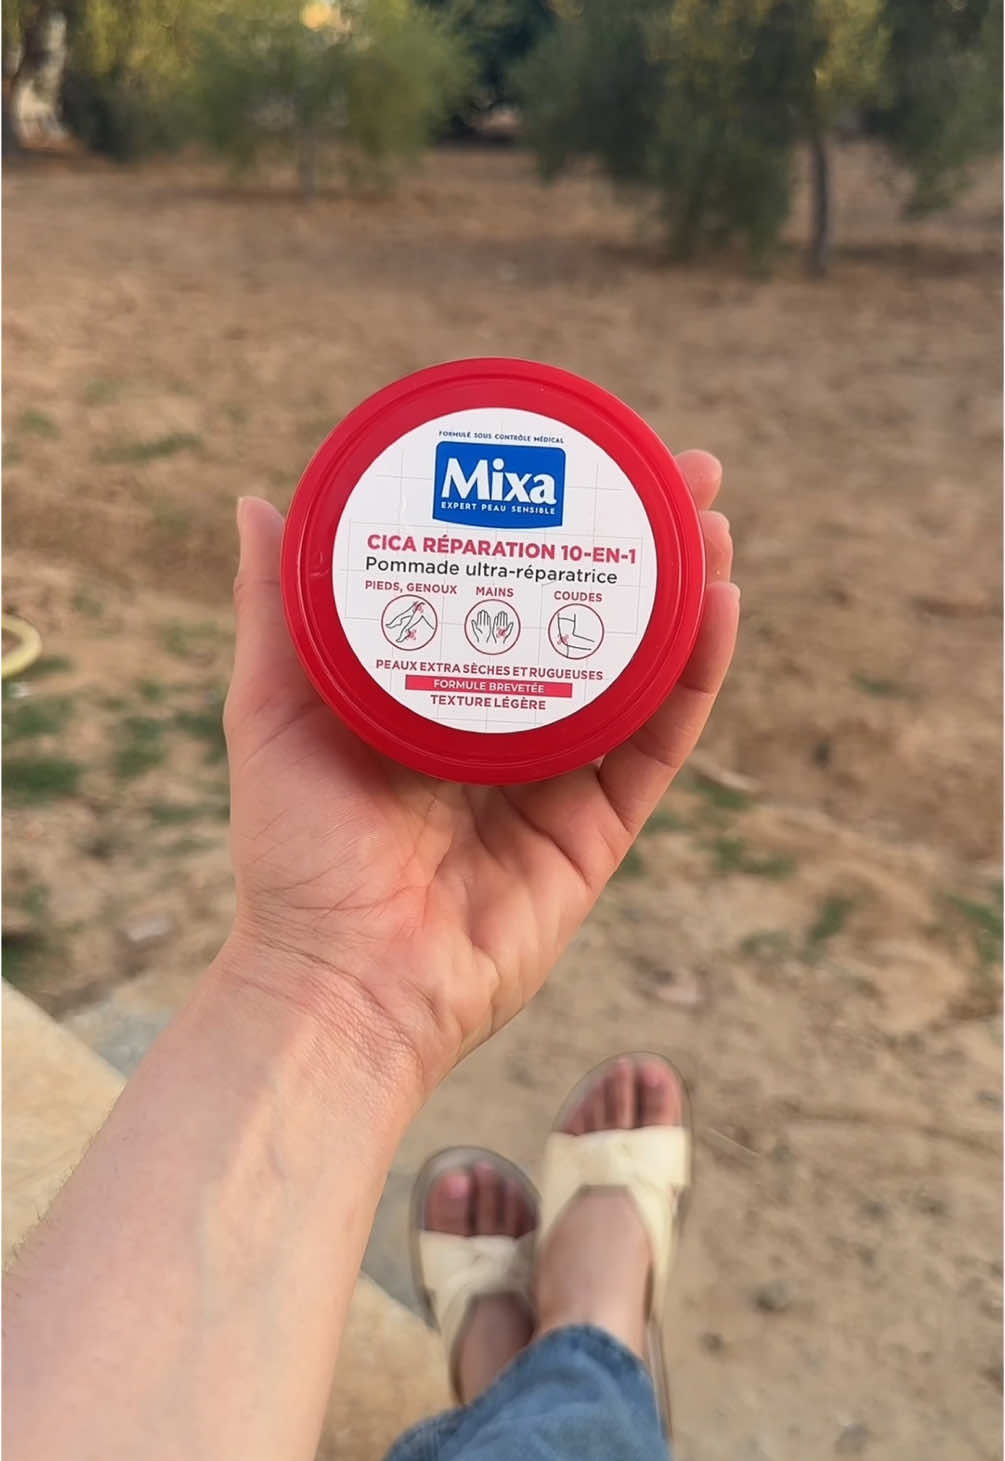 FORMULÉ SOUS CONTRÔLE MÉDICAL
Mixa
EXPERT PEAU SENSIBLE
CICA RÉPARATION 10-EN-1
Pommade ultra-réparatrice
PIEDS, GENOUX MAINS COUDES
PEAUX EXTRA SÈCHES ET RUGUEUSES
FORMULE BREVETÉE
TEXTURE LÉGÈRE